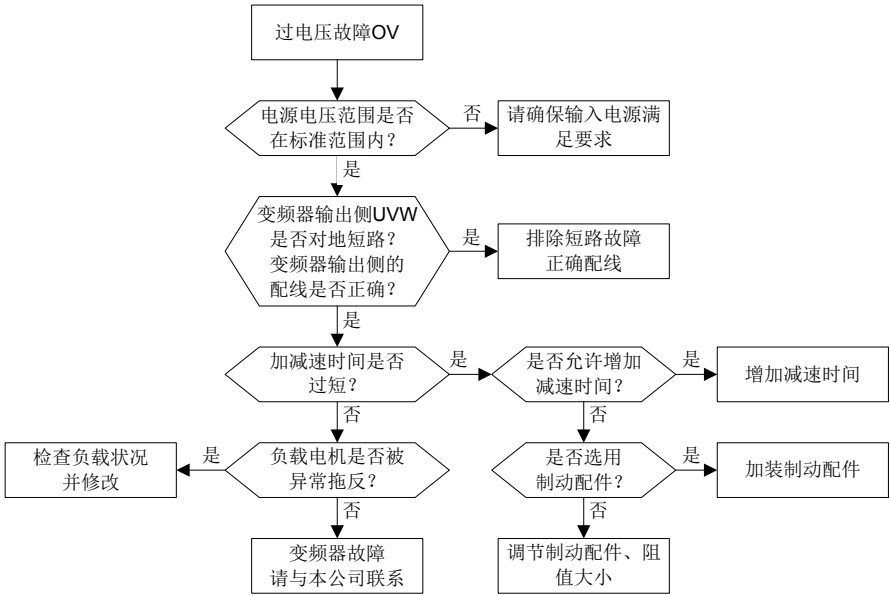 过电压故障OV
电源电压范围是否
在标准范围内？
否
请确保输入电源满
足要求
是
变频器输出侧UVW
是否对地短路？
变频器输出侧的
配线是否正确？
是
排除短路故障
正确配线
是
加减速时间是否
过短？
是
是否允许增加
减速时间？
是
增加减速时间
否
否
检查负载状况
并修改
是
负载电机是否被
异常拖反？
是否选用
制动配件？
是
加装制动配件
否
否
变频器故障
请与本公司联系
调节制动配件、阻
值大小